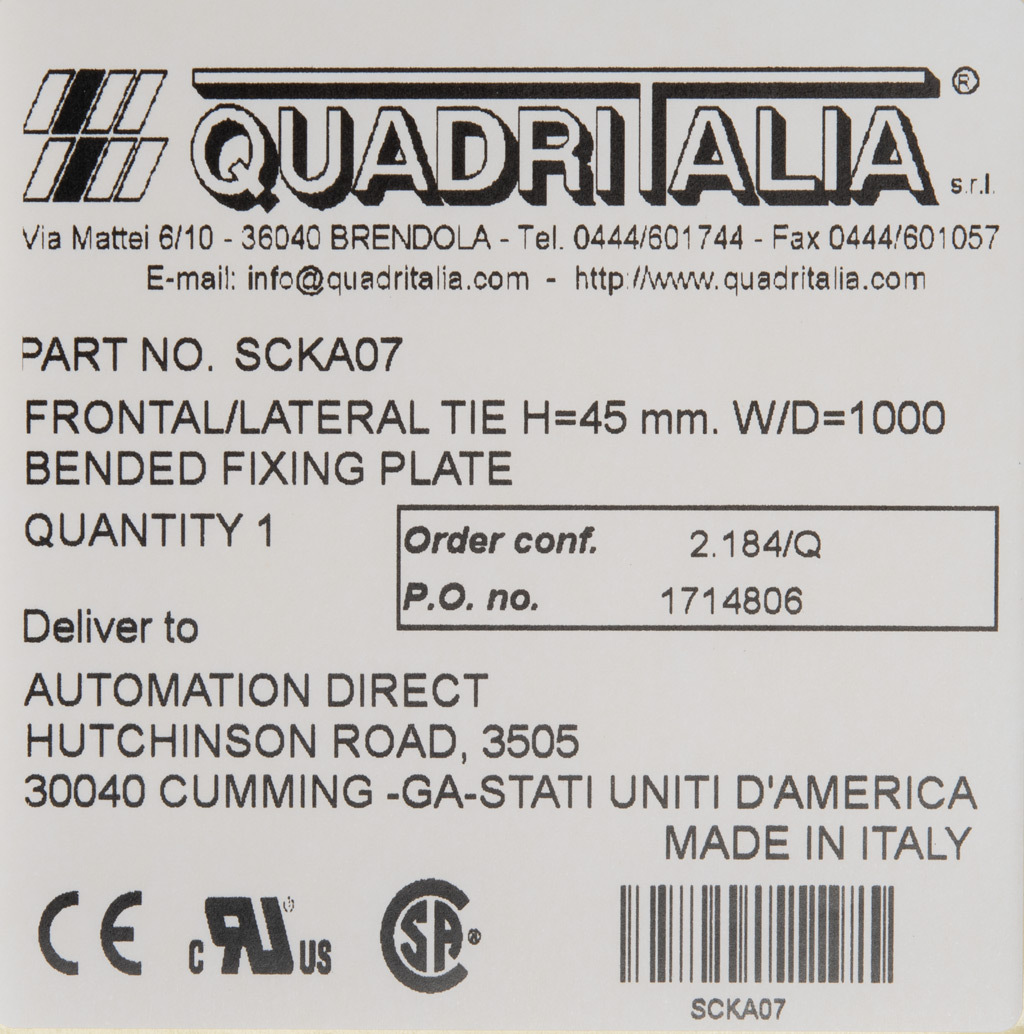 QUADRITALIA ® s.r.l.
Via Mattei 6/10 - 36040 BRENDOLA - Tel. 0444/601744 - Fax 0444/601057
E-mail: info@quadritalia.com - http://www.quadritalia.com
PART NO. SCKA07
FRONTAL/LATERAL TIE H=45 mm. W/D=1000
BENDED FIXING PLATE
QUANTITY 1
Order conf. 2.184/Q
P.O. no. 1714806
Deliver to
AUTOMATION DIRECT
HUTCHINSON ROAD, 3505
30040 CUMMING -GA-STATI UNITI D'AMERICA
MADE IN ITALY
CE c RU US SA ®
SCKA07